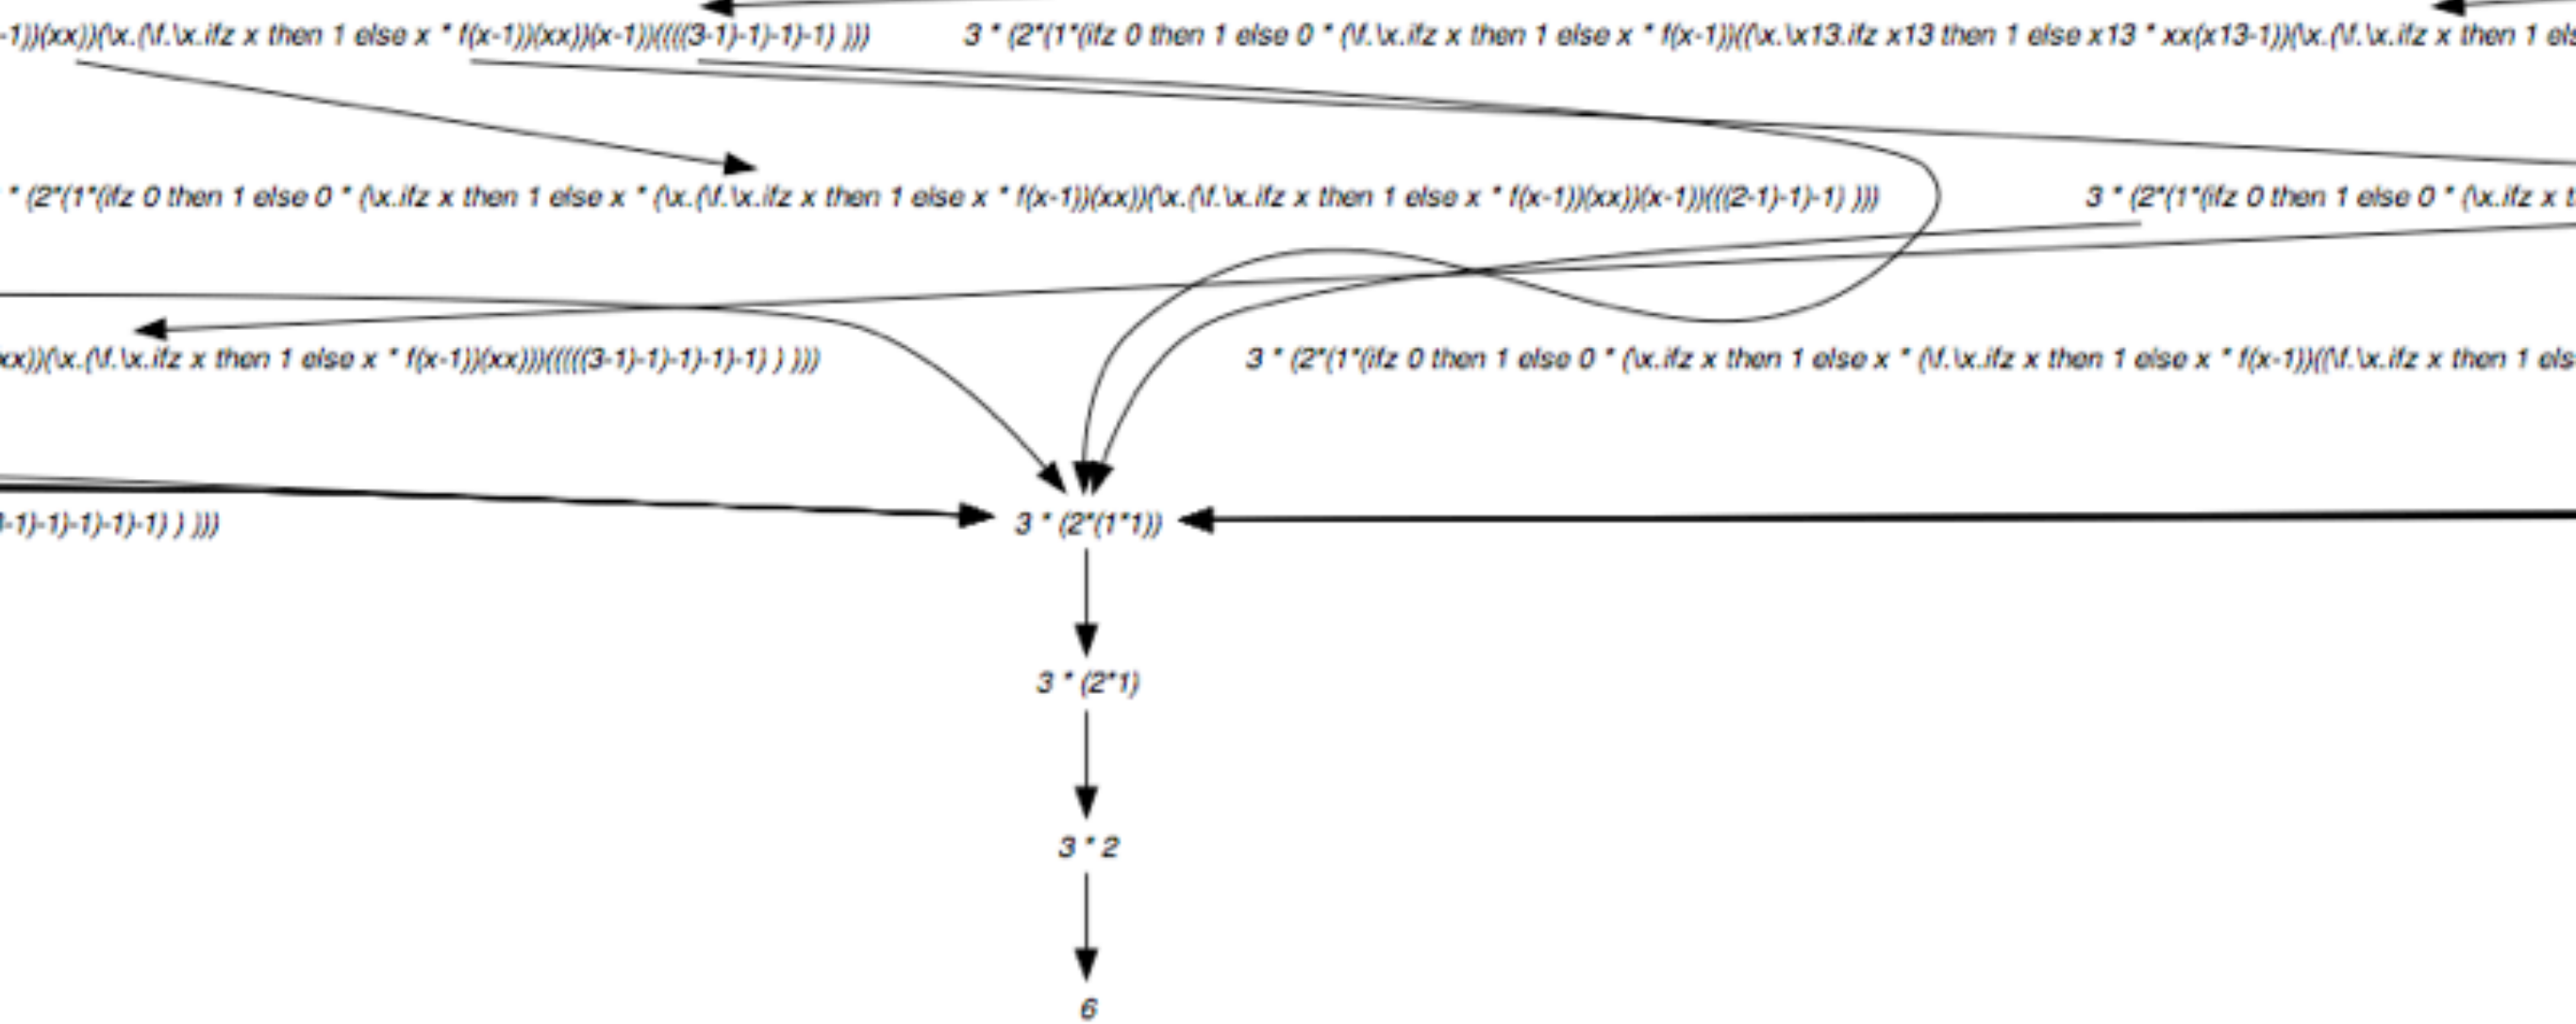 -1))(xx))(\x.(\f.\x.ifz x then 1 else x * f(x-1))(xx))(x-1))((((3-1)-1)-1)-1) )))
3 * (2*(1*(ifz 0 then 1 else 0 * (\f.\x.ifz x then 1 else x * f(x-1))((\x.\x13.ifz x13 then 1 else x13 * xx(x13-1))(\x.(\f.\x.ifz x then 1 els
* (2*(1*(ifz 0 then 1 else 0 * (\x.ifz x then 1 else x * (\x.(\f.\x.ifz x then 1 else x * f(x-1))(xx))(\x.(\f.\x.ifz x then 1 else x * f(x-1))(xx))(x-1))(((2-1)-1)-1) )))
3 * (2*(1*(ifz 0 then 1 else 0 * (\x.ifz x t
xx))(\x.(\f.\x.ifz x then 1 else x * f(x-1))(xx)))(((((3-1)-1)-1)-1)-1) ) )))
3 * (2*(1*(ifz 0 then 1 else 0 * (\x.ifz x then 1 else x * (\f.\x.ifz x then 1 else x * f(x-1))((\f.\x.ifz x then 1 els
-1)-1)-1)-1)-1) ) )))
3 * (2*(1*1))
3 * (2*1)
3 * 2
6